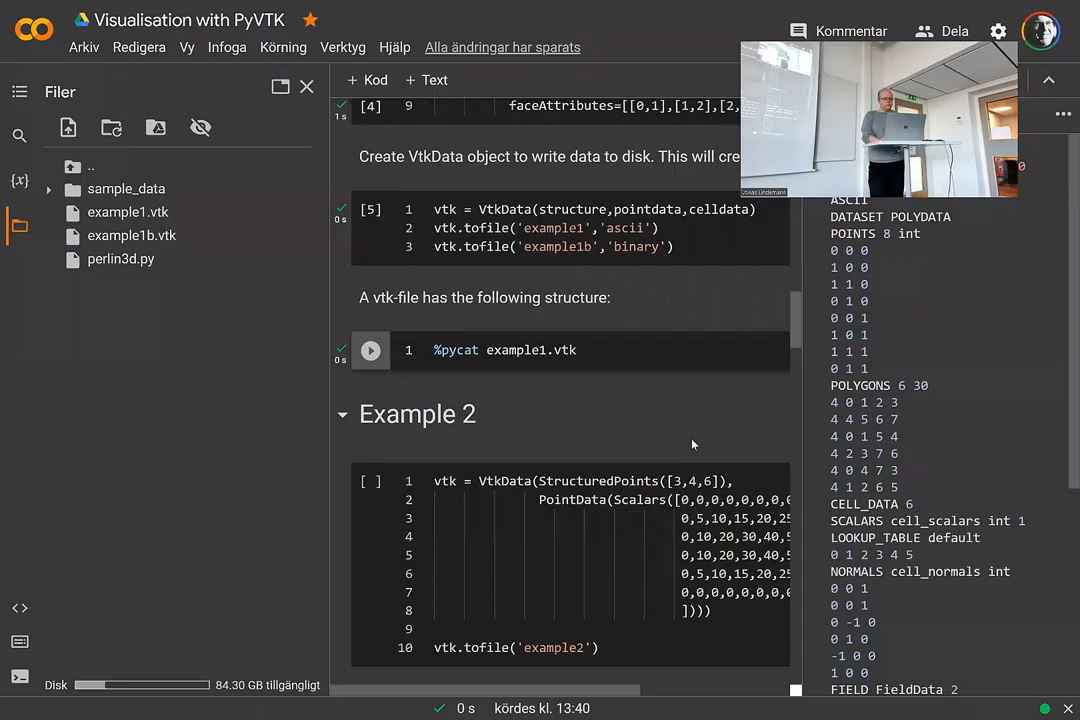 Visualisation with PyVTK
Arkiv Redigera Vy Infoga Körning Verktyg Hjälp Alla ändringar har sparats
Kommentar Dela
Filer
..
sample_data
example1.vtk
example1b.vtk
perlin3d.py
Disk 84.30 GB tillgängligt
+ Kod + Text
[4] 9 faceAttributes=[[0,1],[1,2],[2,
1s
Create VtkData object to write data to disk. This will cre
[5] 1 vtk = VtkData(structure,pointdata,celldata)
0s
2 vtk.tofile('example1','ascii')
3 vtk.tofile('example1b','binary')
A vtk-file has the following structure:
1 %pycat example1.vtk
0s
Example 2
[ ] 1 vtk = VtkData(StructuredPoints([3,4,6]),
2 PointData(Scalars([0,0,0,0,0,0,0,0
3 0,5,10,15,20,25
4 0,10,20,30,40,5
5 0,10,20,30,40,5
6 0,5,10,15,20,25
7 0,0,0,0,0,0,0,0
8 ])))
9
10 vtk.tofile('example2')
Jonas Lindemann
0
ASCII
DATASET POLYDATA
POINTS 8 int
0 0 0
1 0 0
1 1 0
0 1 0
0 0 1
1 0 1
1 1 1
0 1 1
POLYGONS 6 30
4 0 1 2 3
4 4 5 6 7
4 0 1 5 4
4 2 3 7 6
4 0 4 7 3
4 1 2 6 5
CELL_DATA 6
SCALARS cell_scalars int 1
LOOKUP_TABLE default
0 1 2 3 4 5
NORMALS cell_normals int
0 0 1
0 0 1
0 -1 0
0 1 0
-1 0 0
1 0 0
FIELD FieldData 2
0 s kördes kl. 13:40